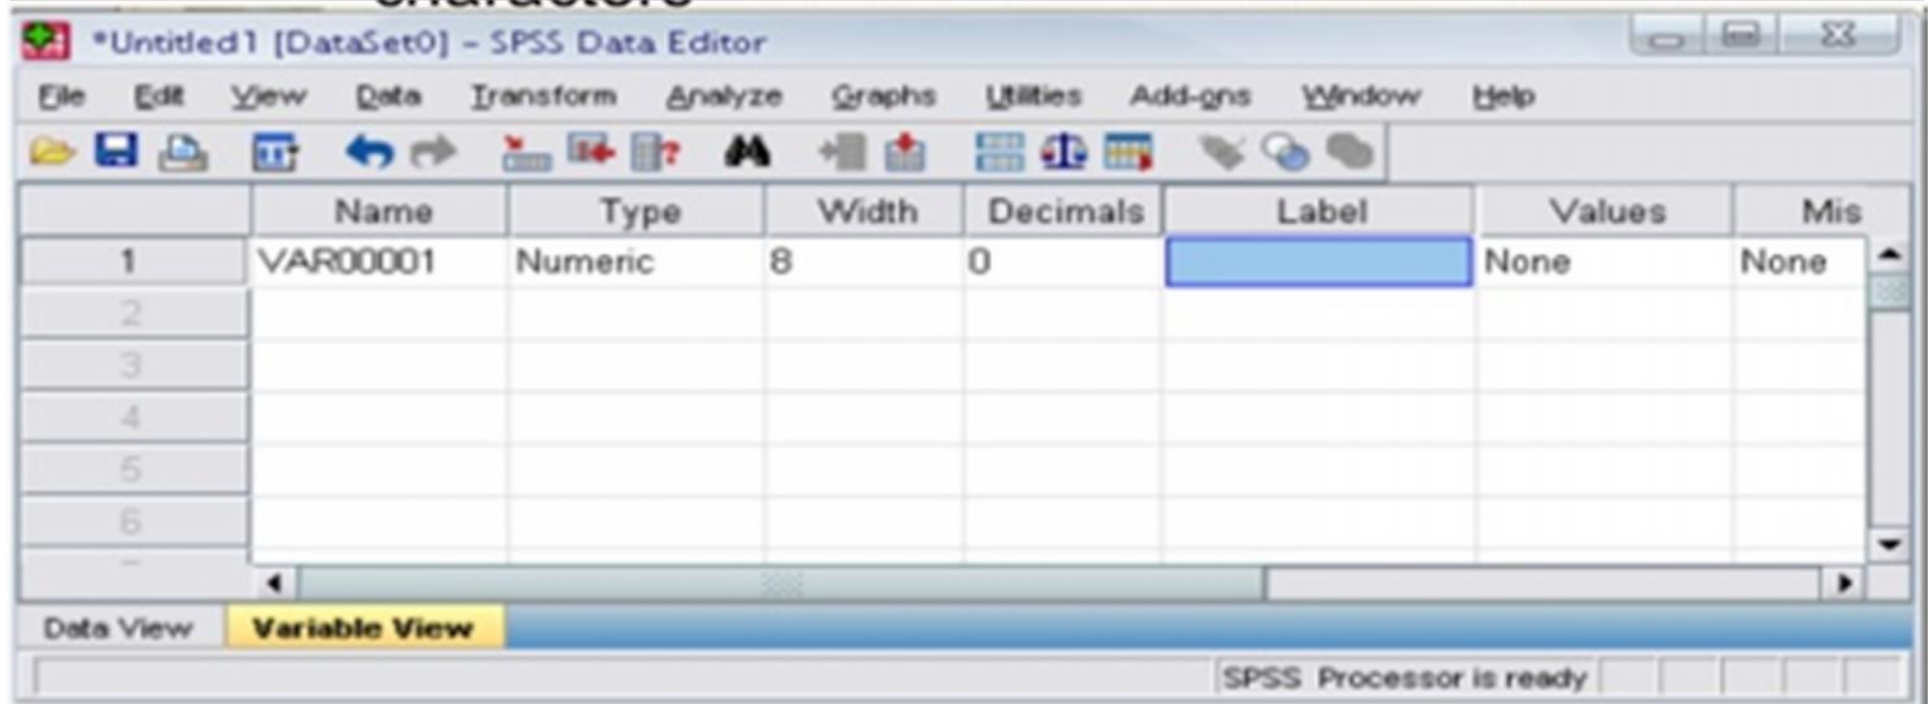 characters
*Untitled1 [DataSet0] – SPSS Data Editor
File Edit View Data Transform Analyze Graphs Utilities Add-ons Window Help
Name Type Width Decimals Label Values Mis
1 VAR00001 Numeric 8 0 None None
2
3
4
5
6
Data View Variable View
SPSS Processor is ready